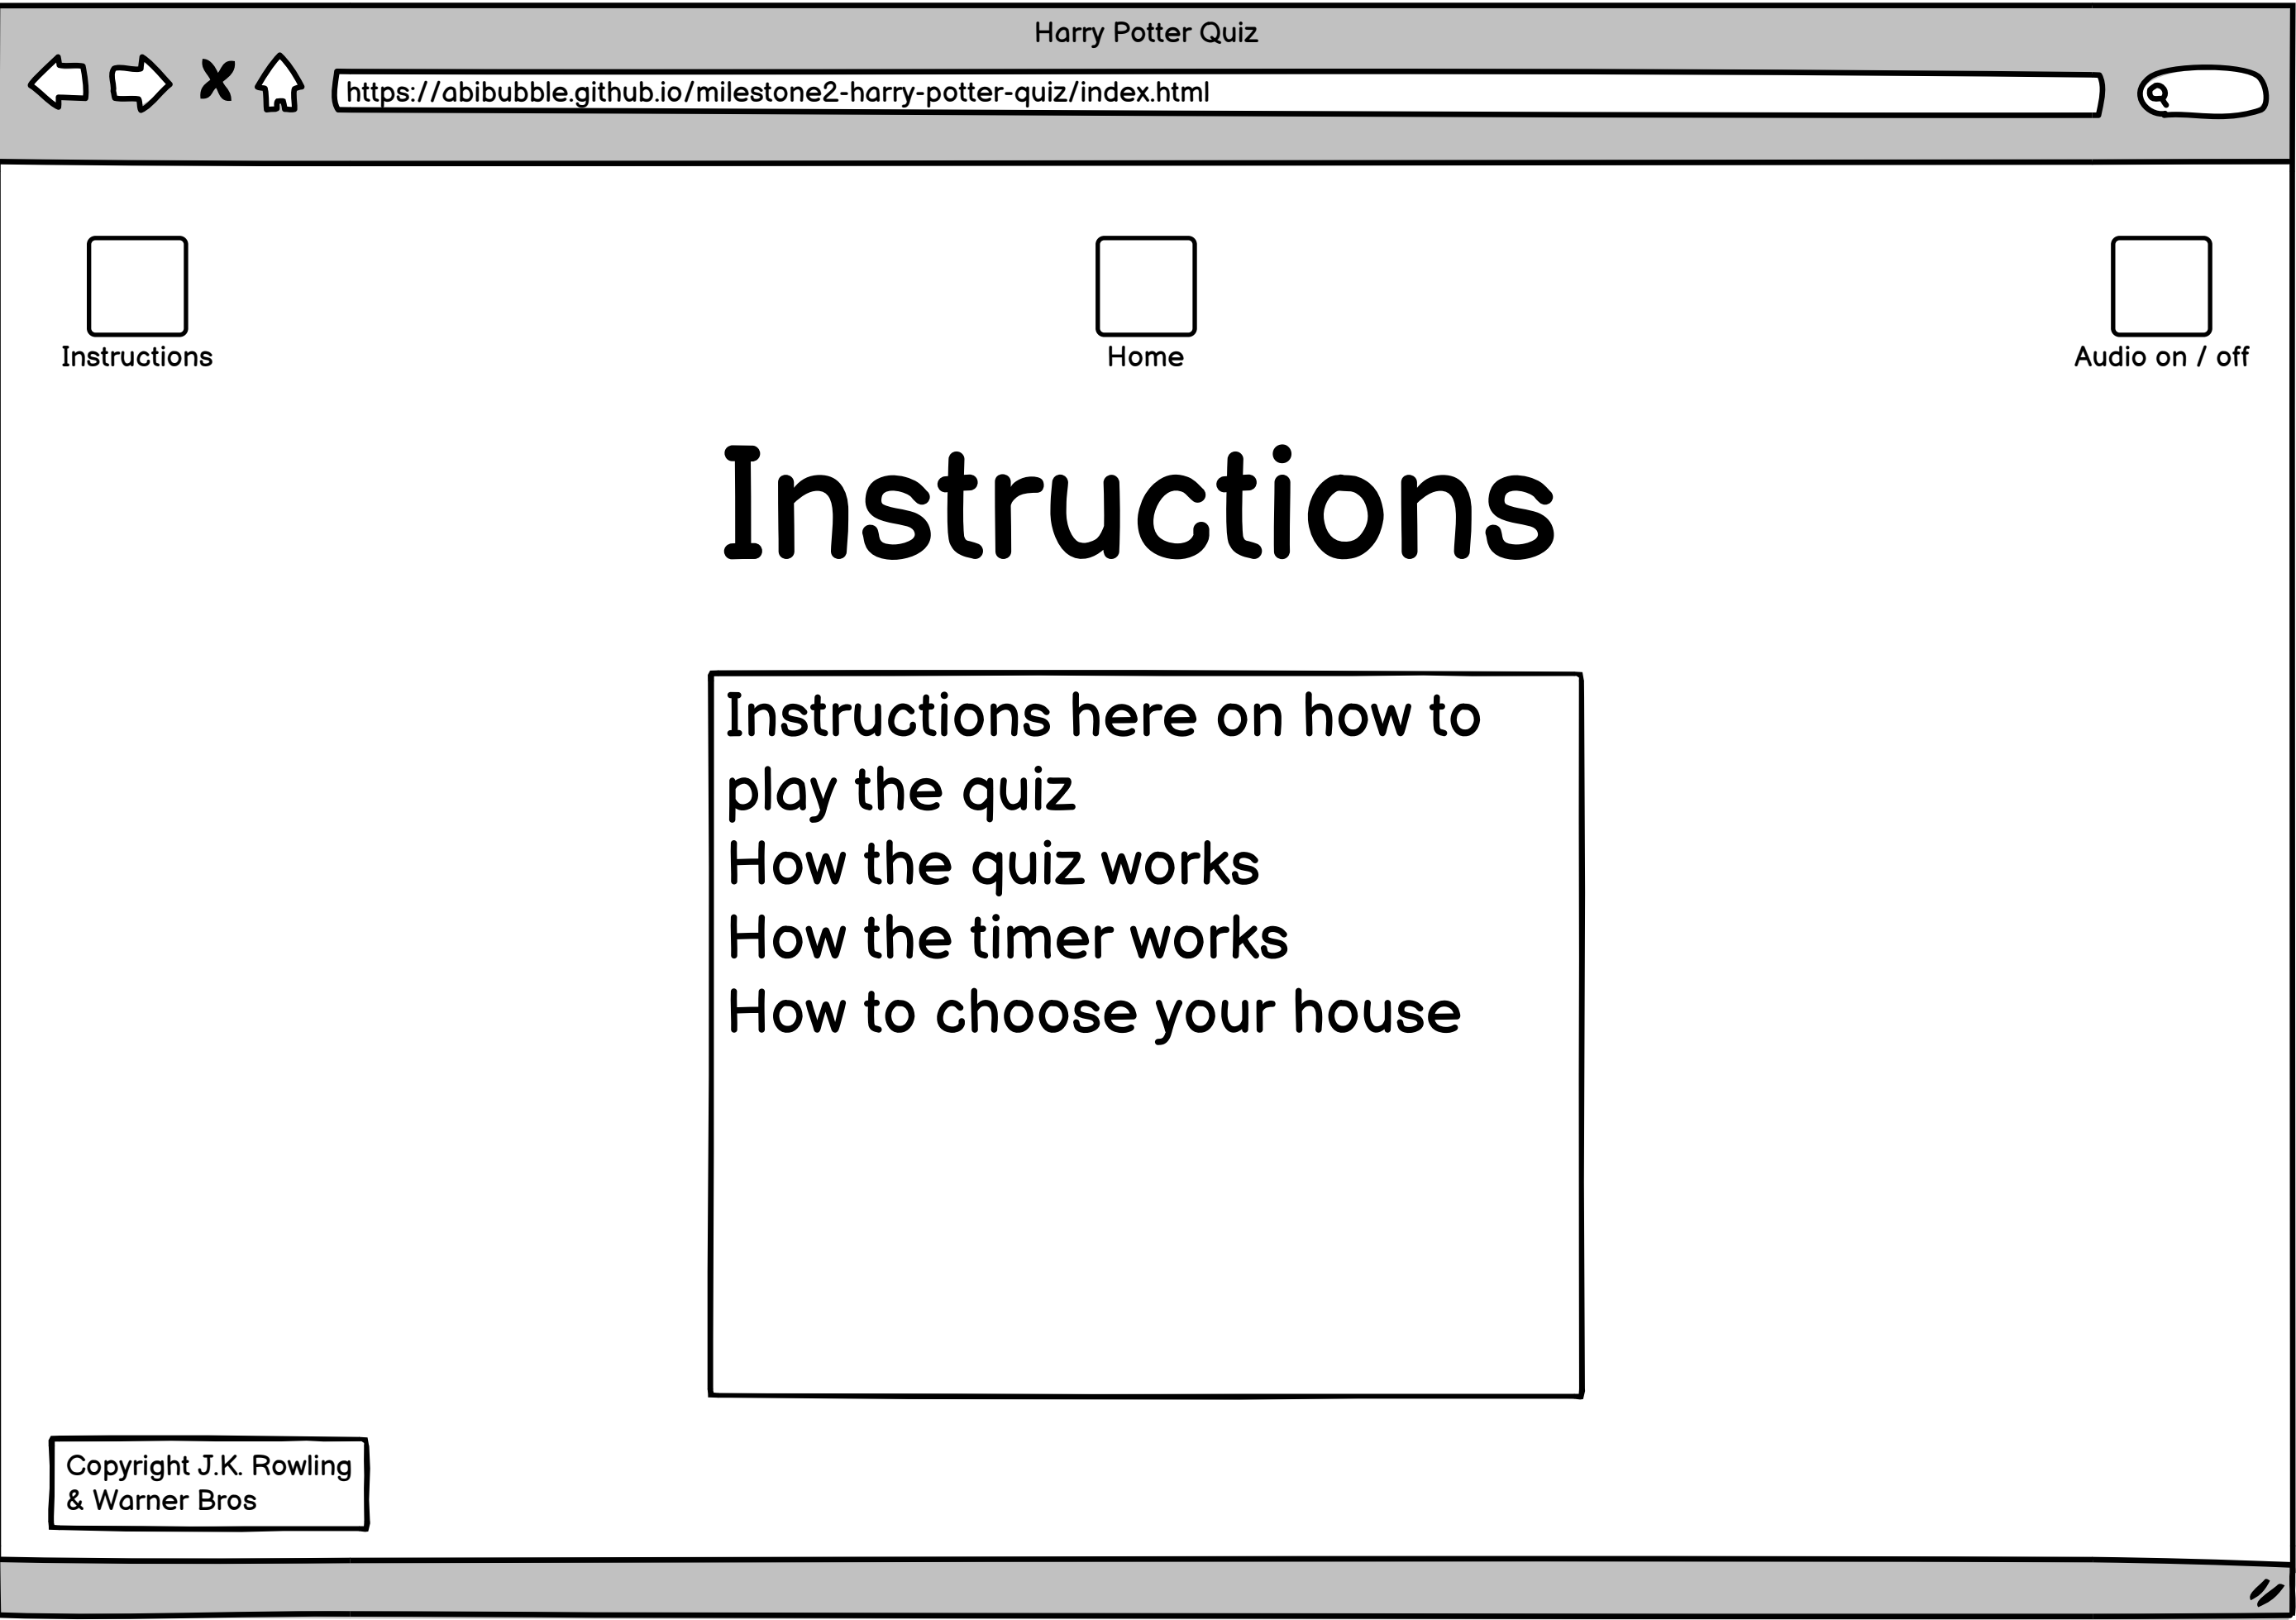 Harry Potter Quiz
https://abibubble.github.io/milestone2-harry-potter-quiz/index.html
Instructions
Home
Audio on / off
Instructions
Instructions here on how to
play the quiz
How the quiz works
How the timer works
How to choose your house
Copyright J.K. Rowling
& Warner Bros